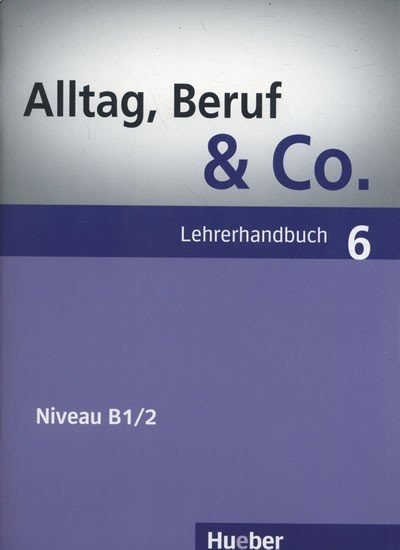 Alltag, Beruf
& Co.
Lehrerhandbuch 6
Niveau B1/2
Hueber